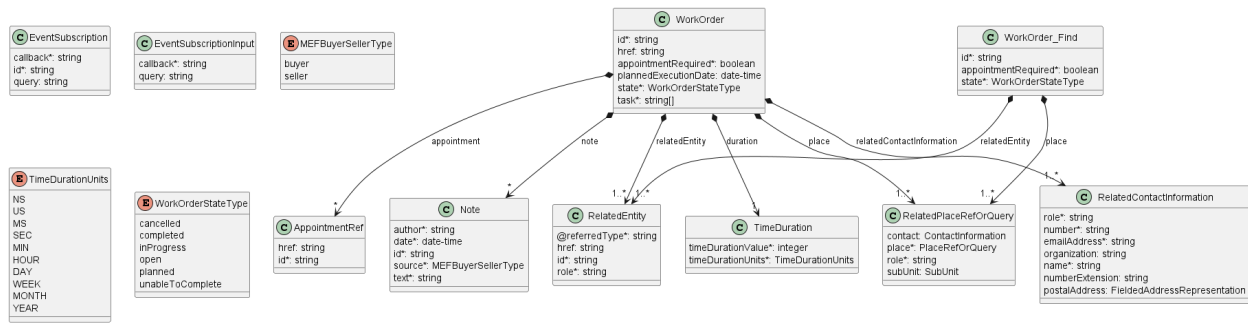 C EventSubscription
callback*: string
id*: string
query: string
C EventSubscriptionInput
callback*: string
query: string
E MEFBuyerSellerType
buyer
seller
C WorkOrder
id*: string
href: string
appointmentRequired*: boolean
plannedExecutionDate: date-time
state*: WorkOrderStateType
task*: string[]
C WorkOrder_Find
id*: string
appointmentRequired*: boolean
state*: WorkOrderStateType
appointment
note
relatedEntity
duration
place
relatedContactInformation
relatedEntity
place
E TimeDurationUnits
NS
US
MS
SEC
MIN
HOUR
DAY
WEEK
MONTH
YEAR
E WorkOrderStateType
cancelled
completed
inProgress
open
planned
unableToComplete
*
C AppointmentRef
href: string
id*: string
*
C Note
author*: string
date*: date-time
id*: string
source*: MEFBuyerSellerType
text*: string
1..*
1..*
C RelatedEntity
@referredType*: string
href: string
id*: string
role*: string
1
C TimeDuration
timeDurationValue*: integer
timeDurationUnits*: TimeDurationUnits
1..*
1..*
C RelatedPlaceRefOrQuery
contact: ContactInformation
place*: PlaceRefOrQuery
role*: string
subUnit: SubUnit
1..*
C RelatedContactInformation
role*: string
number*: string
emailAddress*: string
organization: string
name*: string
numberExtension: string
postalAddress: FieldedAddressRepresentation